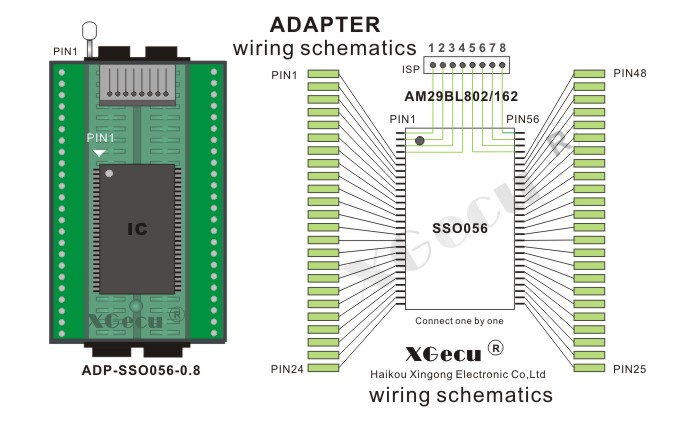 ADAPTER
wiring schematics
PIN1
PIN1
IC
XGecu ®
ADP-SSO056-0.8
1 2 3 4 5 6 7 8
ISP
PIN1
PIN48
AM29BL802/162
PIN1
PIN56
SSO056
XGecu ®
Connect one by one
PIN24
PIN25
XGecu ®
Haikou Xingong Electronic Co,Ltd
wiring schematics